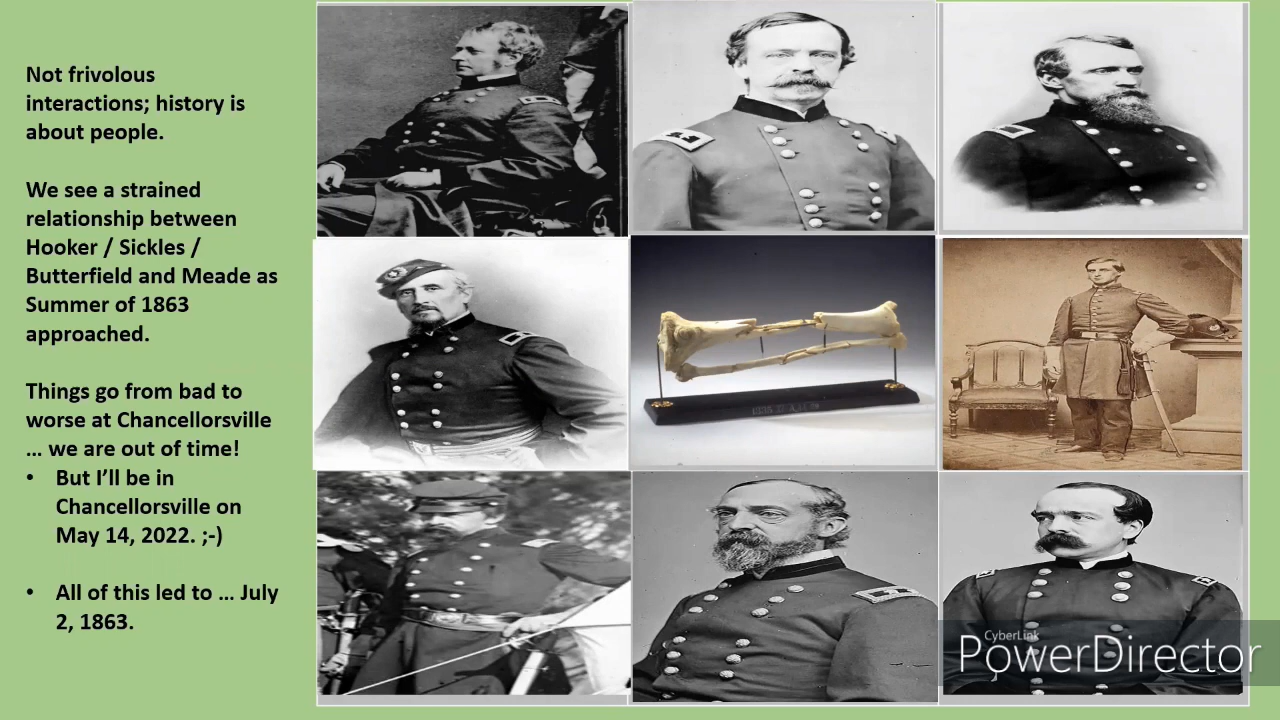 Not frivolous
interactions; history is
about people.
We see a strained
relationship between
Hooker / Sickles /
Butterfield and Meade as
Summer of 1863
approached.
Things go from bad to
worse at Chancellorsville
… we are out of time!
• But I’ll be in
Chancellorsville on
May 14, 2022. ;-)
• All of this led to … July
2, 1863.
CyberLink
PowerDirector